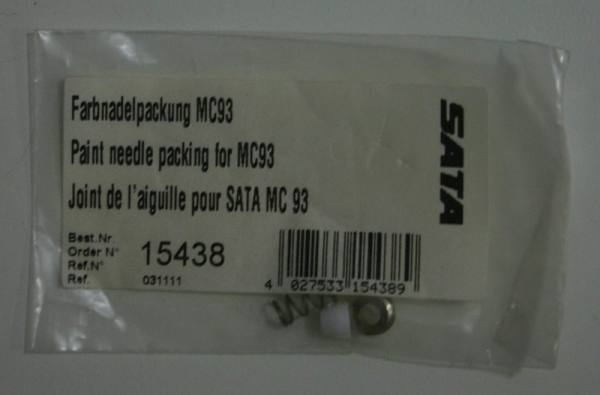 Farbnadelpackung MC93
Paint needle packing for MC93
Joint de l'aiguille pour SATA MC 93
SATA
Best.Nr.
Order N°
Ref.N°
Ref.
15438
031111
4 027533 154389